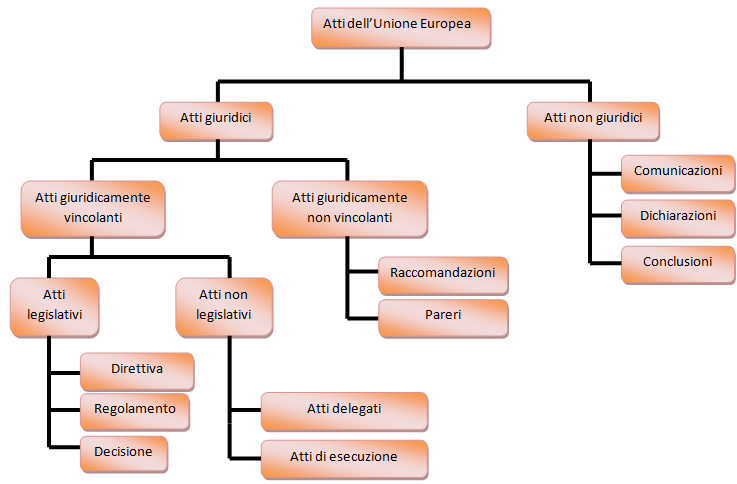 Atti dell’Unione Europea
Atti giuridici
Atti non giuridici
Comunicazioni
Dichiarazioni
Conclusioni
Atti giuridicamente
vincolanti
Atti giuridicamente
non vincolanti
Raccomandazioni
Pareri
Atti
legislativi
Atti non
legislativi
Direttiva
Regolamento
Decisione
Atti delegati
Atti di esecuzione